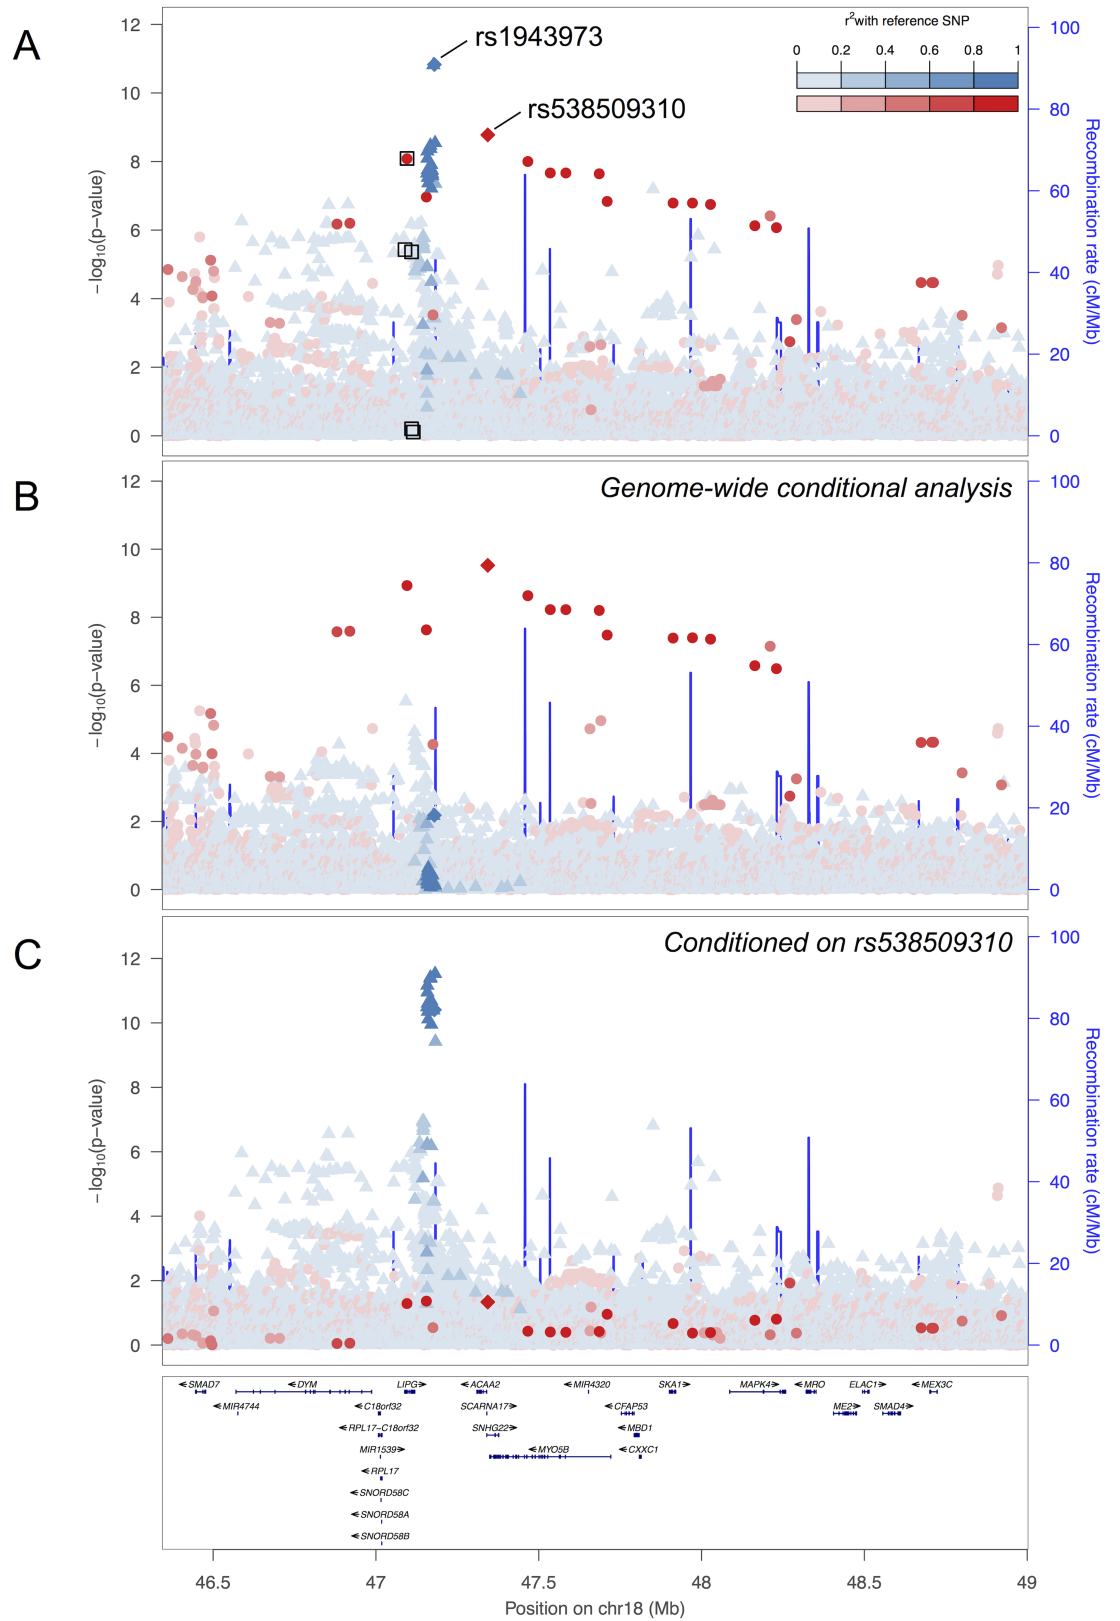 A
rs1943973
rs538509310
r2 with reference SNP
0 0.2 0.4 0.6 0.8 1
12
10
8
6
4
2
0
−log10(p−value)
100
80
60
40
20
0
Recombination rate (cM/Mb)
B
Genome-wide conditional analysis
12
10
8
6
4
2
0
−log10(p−value)
100
80
60
40
20
0
Recombination rate (cM/Mb)
C
Conditioned on rs538509310
12
10
8
6
4
2
0
−log10(p−value)
100
80
60
40
20
0
Recombination rate (cM/Mb)
SMAD7 DYM LIPG ACAA2 MIR4320 SKA1 MAPK4 MRO ELAC1 MEX3C
MIR4744 C18orf32 SCARNA17 CFAP53 ME2 SMAD4
RPL17−C18orf32 SNHG22 MBD1
MIR1539 MYO5B CXXC1
RPL17
SNORD58C
SNORD58A
SNORD58B
46.5 47 47.5 48 48.5 49
Position on chr18 (Mb)